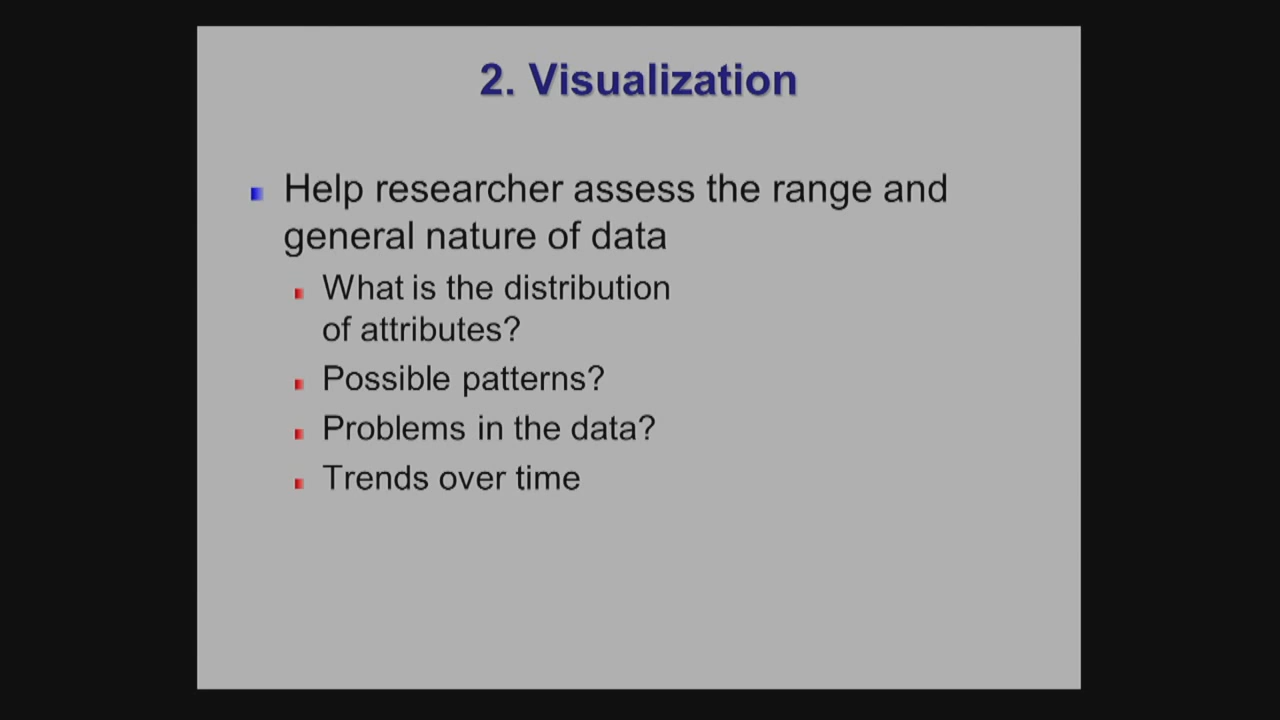 2. Visualization
Help researcher assess the range and
general nature of data
What is the distribution
of attributes?
Possible patterns?
Problems in the data?
Trends over time